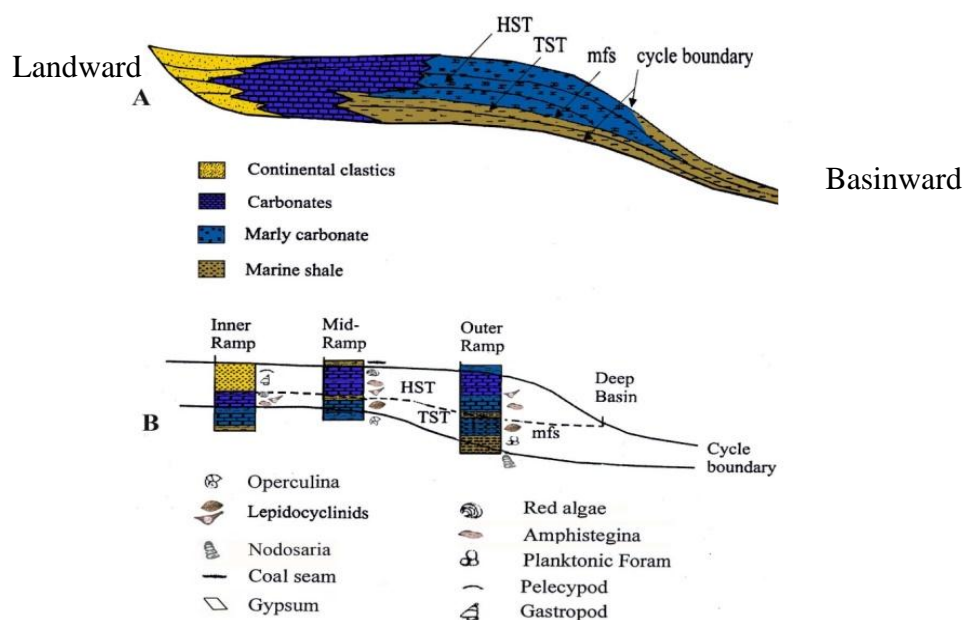 HST
TST
mfs
cycle boundary
Landward
A
Basinward
Continental clastics
Carbonates
Marly carbonate
Marine shale
Inner
Ramp
Mid-
Ramp
Outer
Ramp
Deep
Basin
HST
TST
mfs
B
Cycle
boundary
Operculina
Lepidocyclinids
Nodosaria
Coal seam
Gypsum
Red algae
Amphistegina
Planktonic Foram
Pelecypod
Gastropod